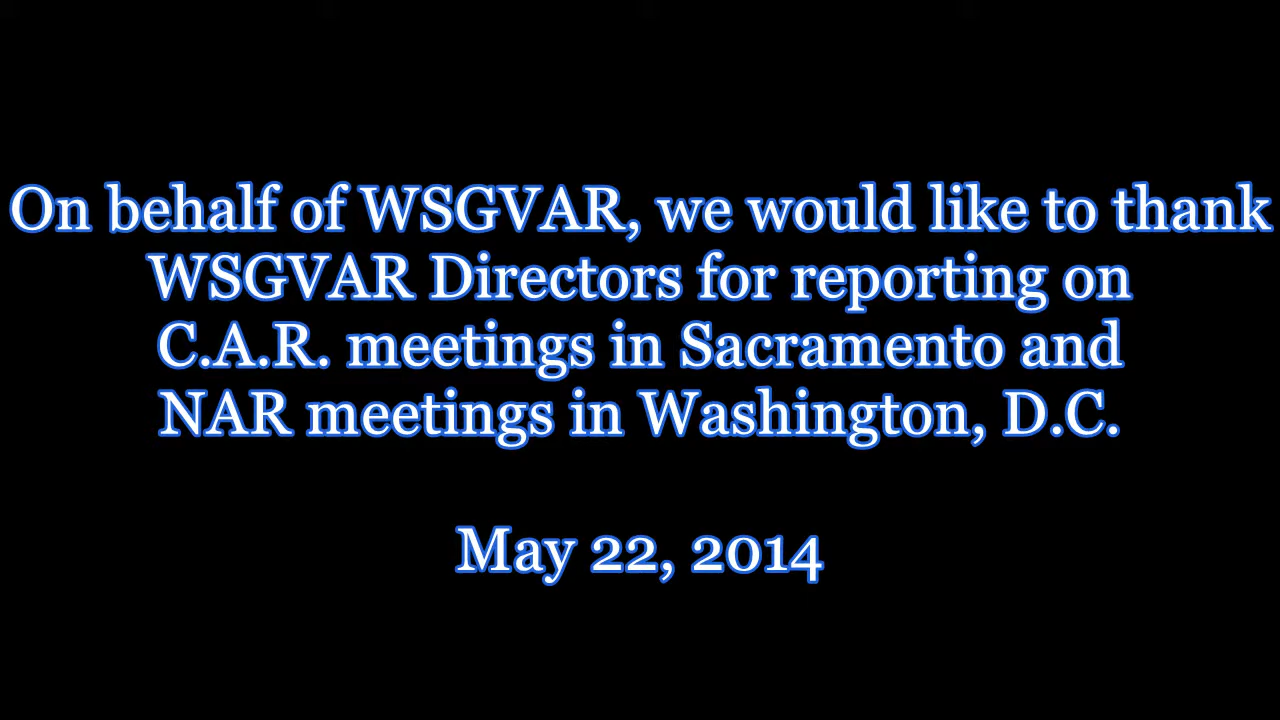 On behalf of WSGVAR, we would like to thank
WSGVAR Directors for reporting on
C.A.R. meetings in Sacramento and
NAR meetings in Washington, D.C.
May 22, 2014